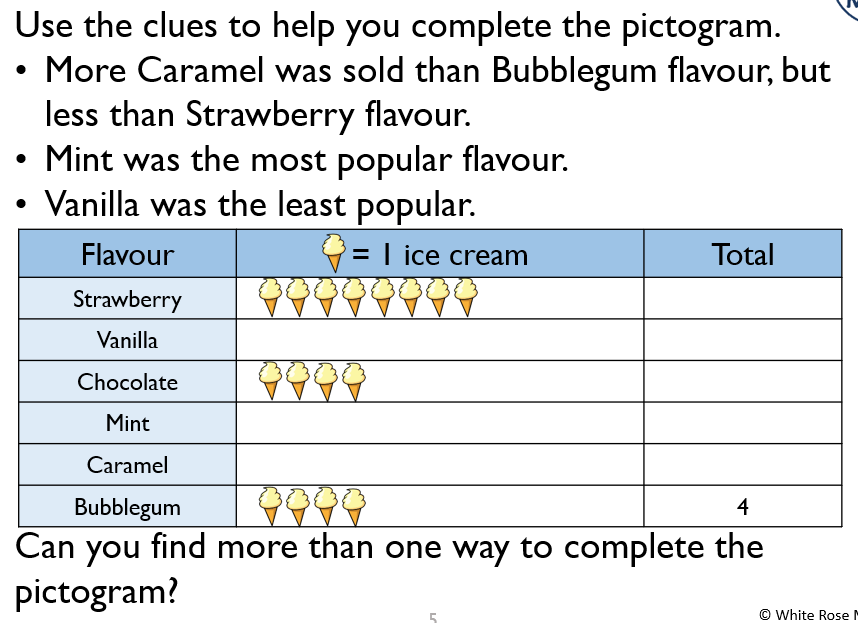 Use the clues to help you complete the pictogram.
• More Caramel was sold than Bubblegum flavour, but
less than Strawberry flavour.
• Mint was the most popular flavour.
• Vanilla was the least popular.
Flavour = 1 ice cream Total
Strawberry
Vanilla
Chocolate
Mint
Caramel
Bubblegum 4
Can you find more than one way to complete the
pictogram?
5
© White Rose